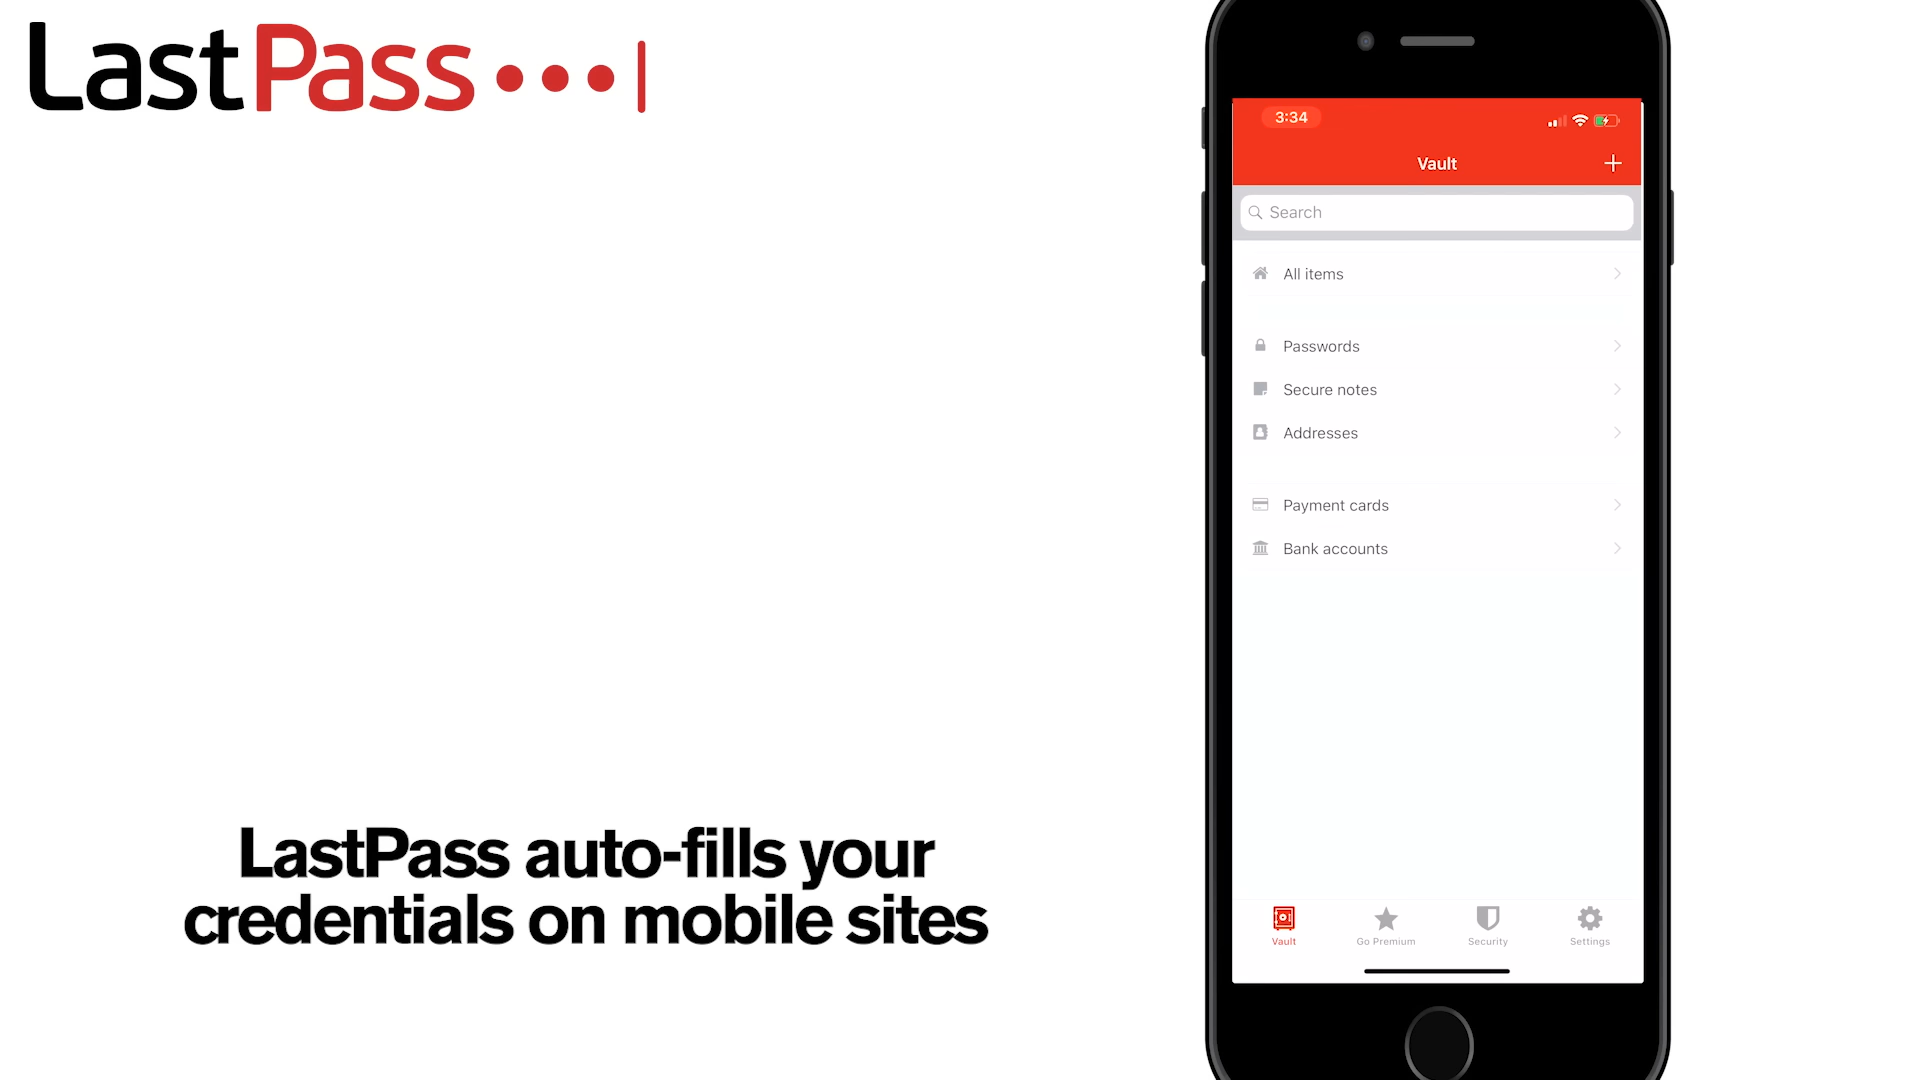 LastPass
3:34
Vault
Search
All items
Passwords
Secure notes
Addresses
Payment cards
Bank accounts
Vault
Go Premium
Security
Settings
LastPass auto-fills your
credentials on mobile sites